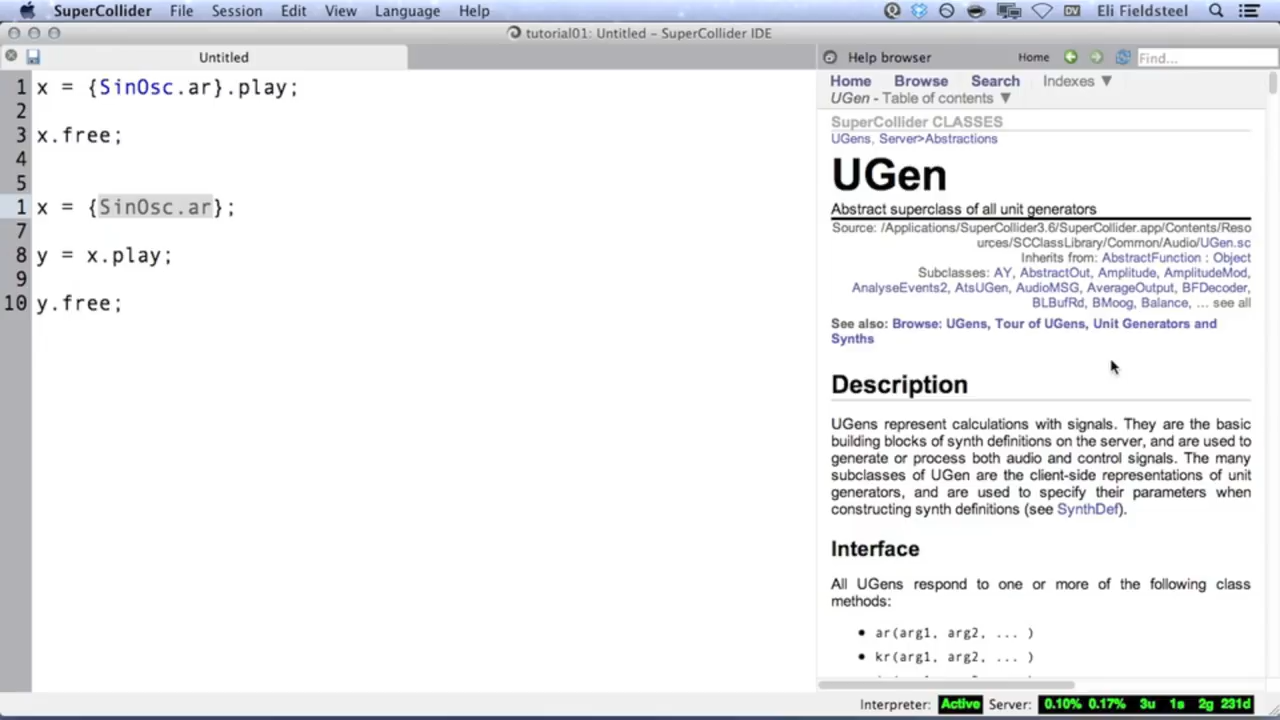 SuperCollider File Session Edit View Language Help Eli Fieldsteel
tutorial01: Untitled – SuperCollider IDE
Untitled
1 x = {SinOsc.ar}.play;
2
3 x.free;
4
5
1 x = {SinOsc.ar};
7
8 y = x.play;
9
10 y.free;
Help browser Home Find...
Home Browse Search Indexes ▼
UGen - Table of contents ▼
SuperCollider CLASSES
UGens, Server>Abstractions
UGen
Abstract superclass of all unit generators
Source: /Applications/SuperCollider3.6/SuperCollider.app/Contents/Reso
urces/SCClassLibrary/Common/Audio/UGen.sc
Inherits from: AbstractFunction : Object
Subclasses: AY, AbstractOut, Amplitude, AmplitudeMod,
AnalyseEvents2, AtsUGen, AudioMSG, AverageOutput, BFDecoder,
BLBufRd, BMoog, Balance, ... see all
See also: Browse: UGens, Tour of UGens, Unit Generators and
Synths
Description
UGens represent calculations with signals. They are the basic
building blocks of synth definitions on the server, and are used to
generate or process both audio and control signals. The many
subclasses of UGen are the client-side representations of unit
generators, and are used to specify their parameters when
constructing synth definitions (see SynthDef).
Interface
All UGens respond to one or more of the following class
methods:
• ar(arg1, arg2, ... )
• kr(arg1, arg2, ... )
Interpreter: Active Server: 0.10% 0.17% 3u 1s 2g 231d